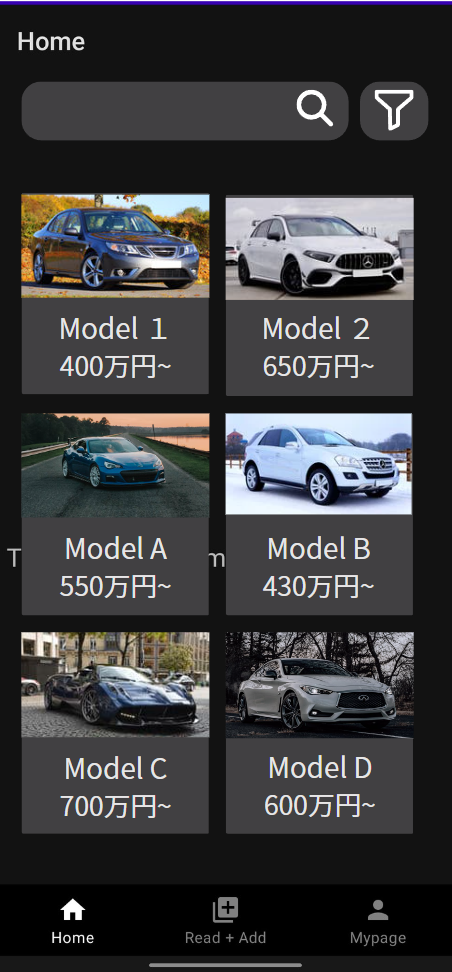 Home
Model １
400万円~
Model ２
650万円~
Model A
550万円~
Model B
430万円~
T
m
Model C
700万円~
Model D
600万円~
Home
Read + Add
Mypage